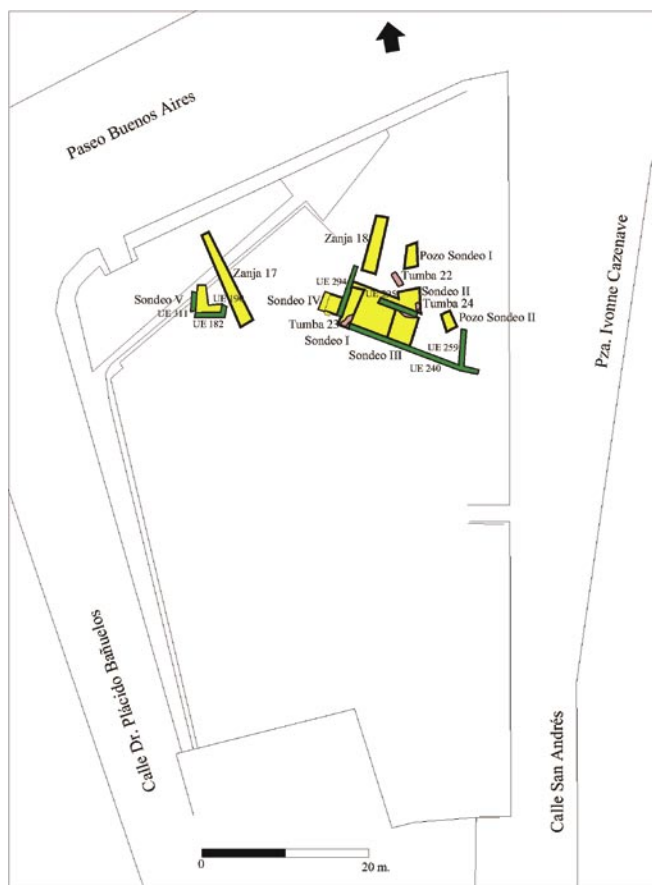 Paseo Buenos Aires
Pza. Ivonne Cazenave
Zanja 18
Pozo Sondeo I
Zanja 17
UE 294
Tumba 22
Sondeo V
UE 190
Sondeo IV
Sondeo II
UE 311
Tumba 24
UE 182
Tumba 23
Pozo Sondeo II
Sondeo I
Sondeo III
UE 259
UE 240
Calle Dr. Plácido Bañuelos
Calle San Andrés
0
20 m.